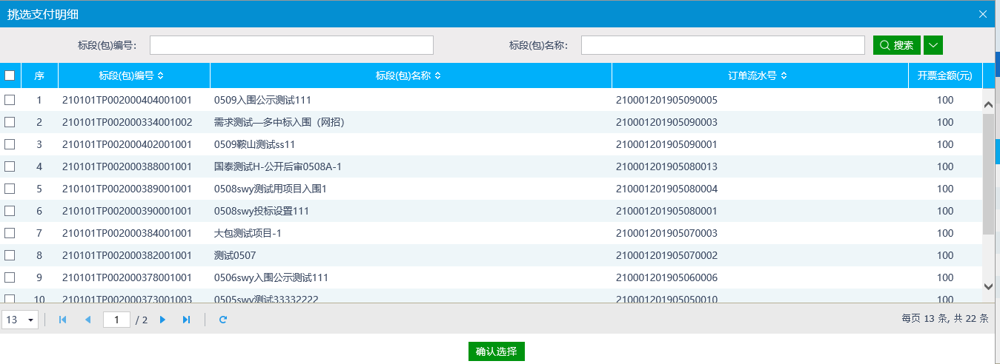 挑选支付明细
标段(包)编号： 标段(包)名称： 搜索
序 标段(包)编号 标段(包)名称 订单流水号 开票金额(元)
1 210101TP002000404001001 0509入围公示测试111 210001201905090005 100
2 210101TP002000334001002 需求测试—多中标入围（网招） 210001201905090003 100
3 210101TP002000402001001 0509鞍山测试ss11 210001201905090001 100
4 210101TP002000388001001 国泰测试H-公开后审0508A-1 210001201905080013 100
5 210101TP002000389001001 0508swy测试用项目入围1 210001201905080004 100
6 210101TP002000390001001 0508swy投标设置111 210001201905080001 100
7 210101TP002000384001001 大包测试项目-1 210001201905070003 100
8 210101TP002000382001001 测试0507 210001201905070002 100
9 210101TP002000378001001 0506swy入围公示测试111 210001201905060006 100
10 210101TP002000373001003 0505swy测试33332222 210001201905050010 100
13 1 / 2 每页 13 条, 共 22 条
确认选择